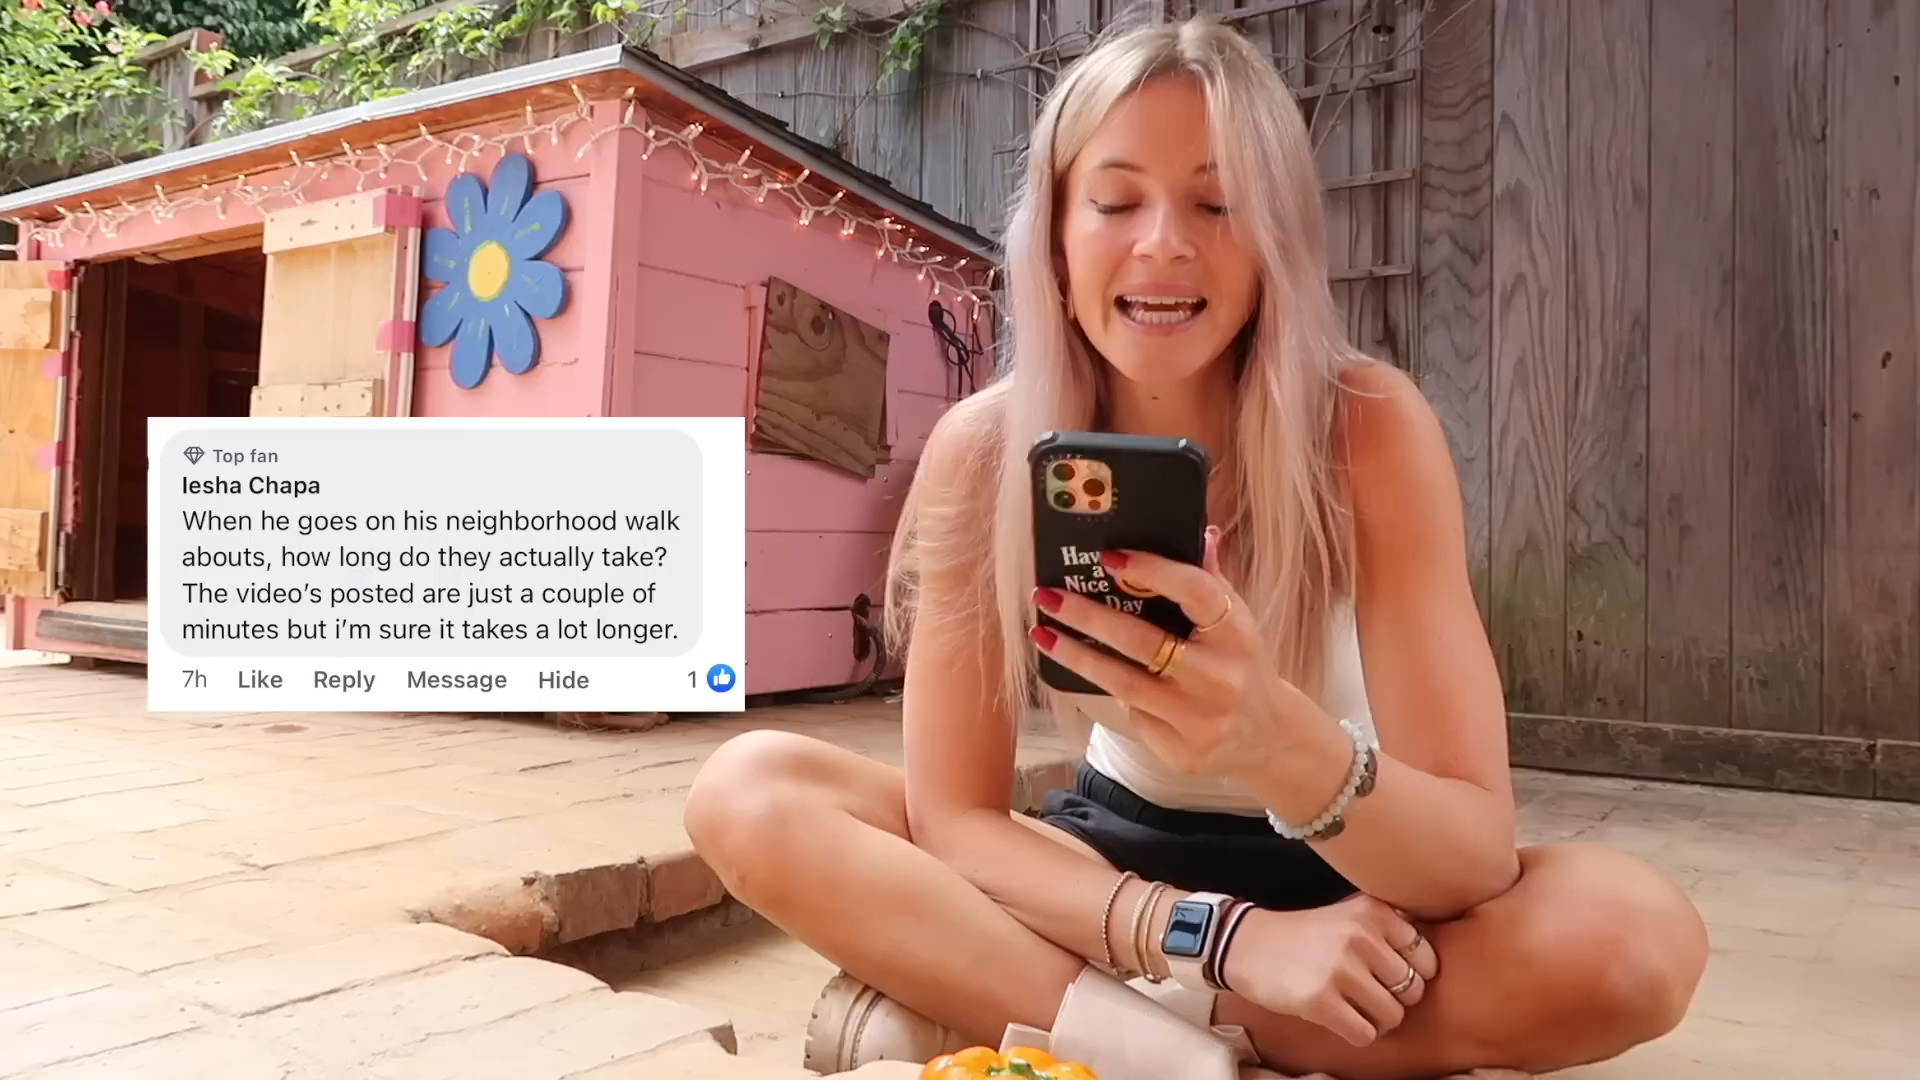 Top fan
Iesha Chapa
When he goes on his neighborhood walk
abouts, how long do they actually take?
The video's posted are just a couple of
minutes but i'm sure it takes a lot longer.
7h Like Reply Message Hide 1
Have
a
Nice
Day